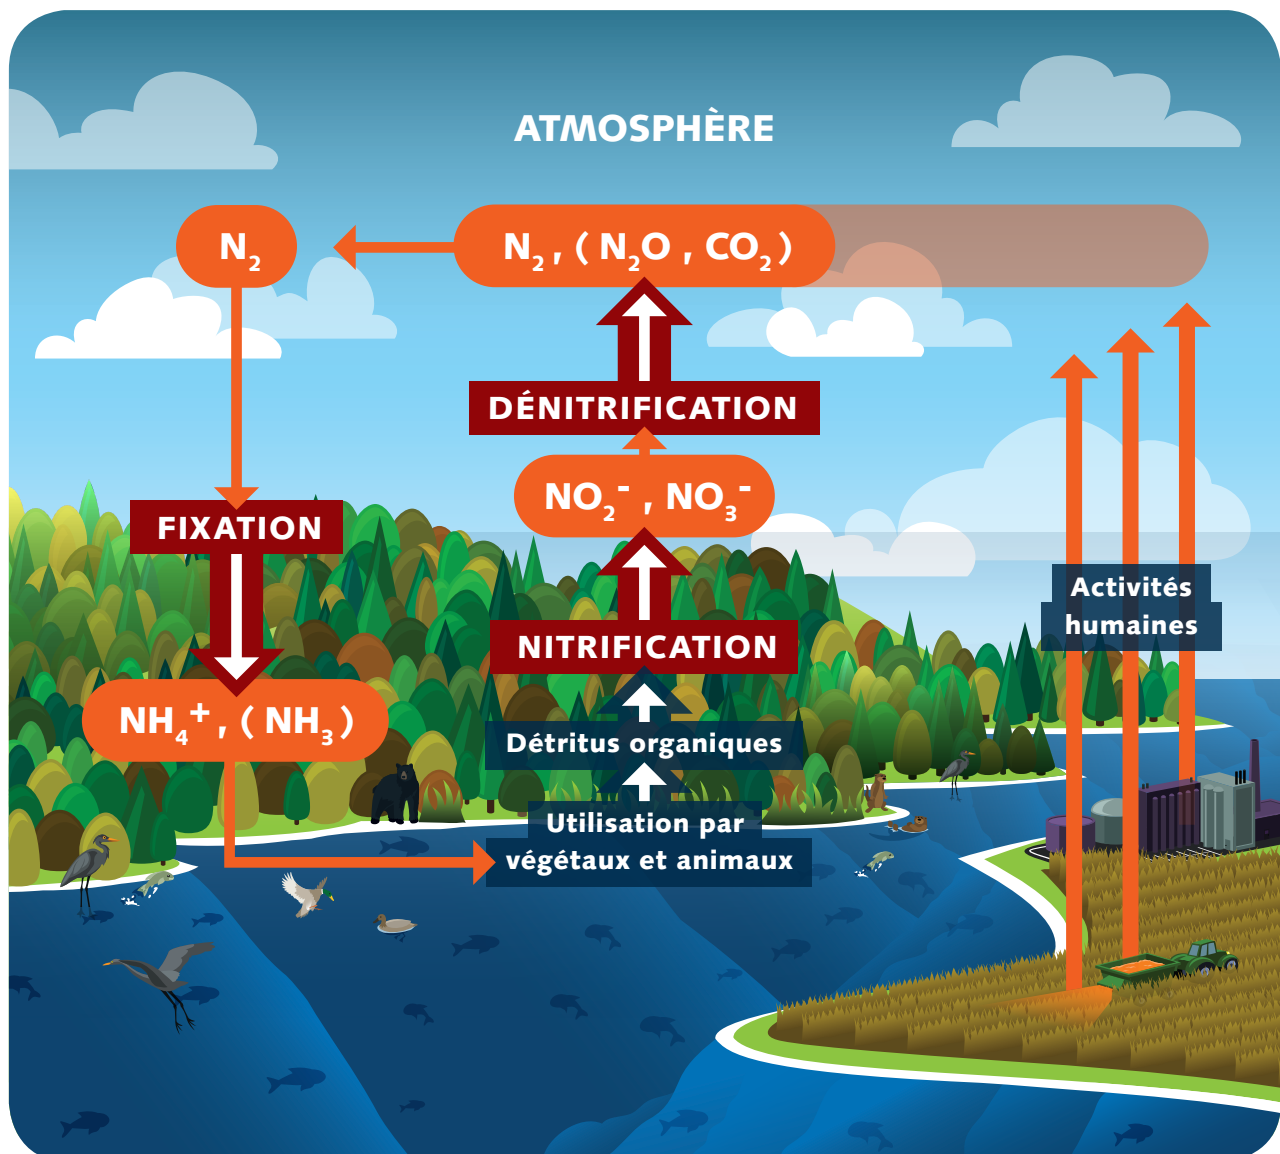 ATMOSPHÈRE
N₂
N₂, ( N₂O , CO₂ )
DÉNITRIFICATION
NO₂⁻ , NO₃⁻
FIXATION
Activités
humaines
NITRIFICATION
NH₄⁺, ( NH₃ )
Détritus organiques
Utilisation par
végétaux et animaux